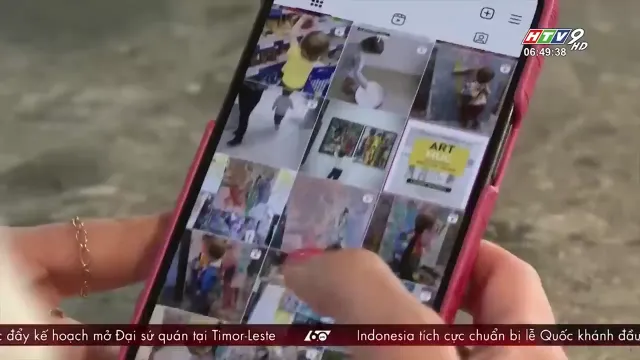 HTV9
HD
06:49:38
ART
c đẩy kế hoạch mở Đại sứ quán tại Timor-Leste
60
Indonesia tích cực chuẩn bị lễ Quốc khánh đầu